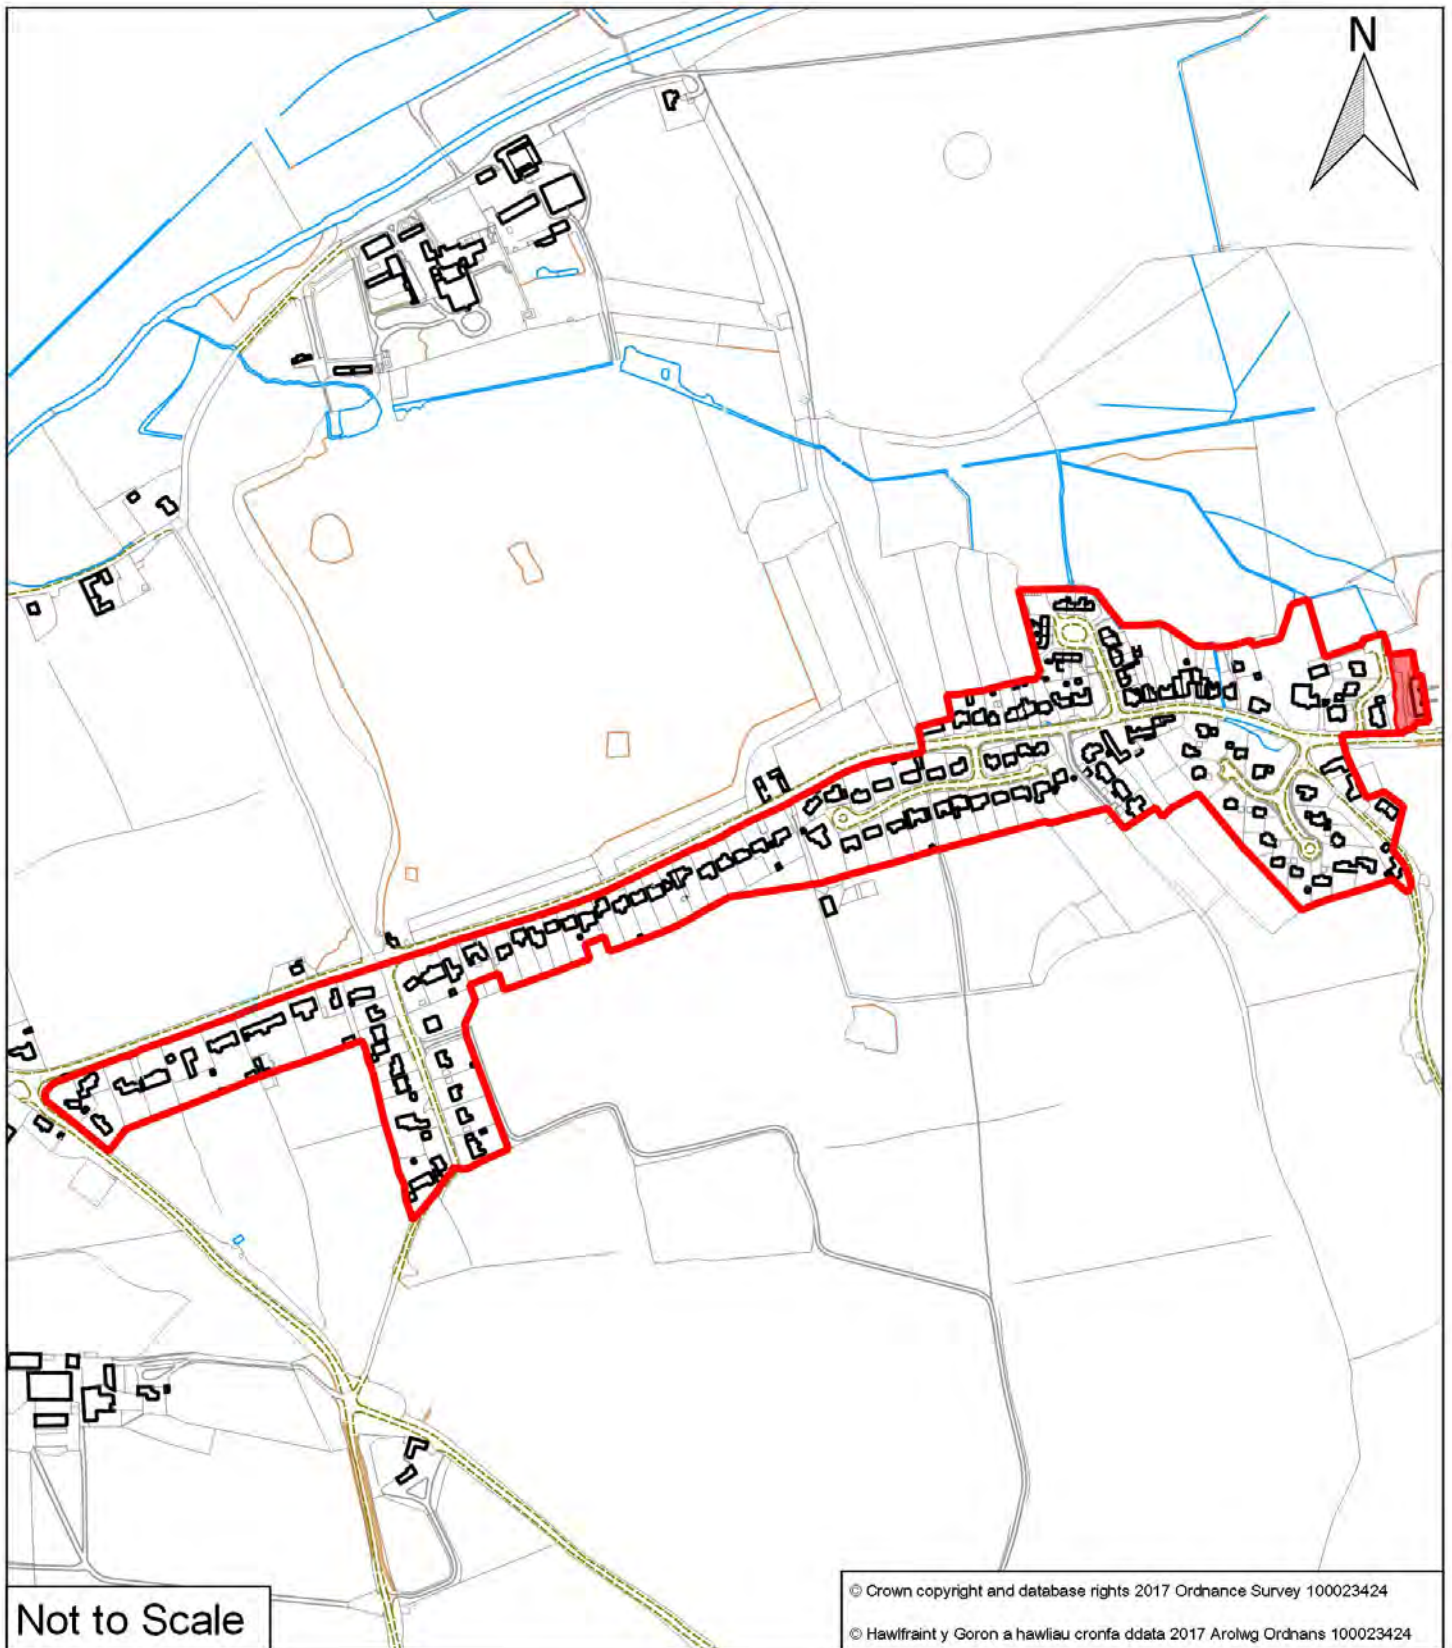 N
Not to Scale
© Crown copyright and database rights 2017 Ordnance Survey 100023424
© Hawlfraint y Goron a hawliau cronfa ddata 2017 Arolwg Ordnans 100023424